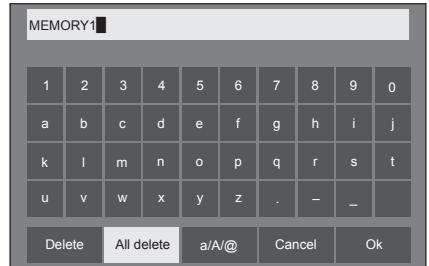 MEMORY1
1 2 3 4 5 6 7 8 9 0
a b c d e f g h i j
k l m n o p q r s t
u v w x y z . – _
Delete All delete a/A/@ Cancel Ok